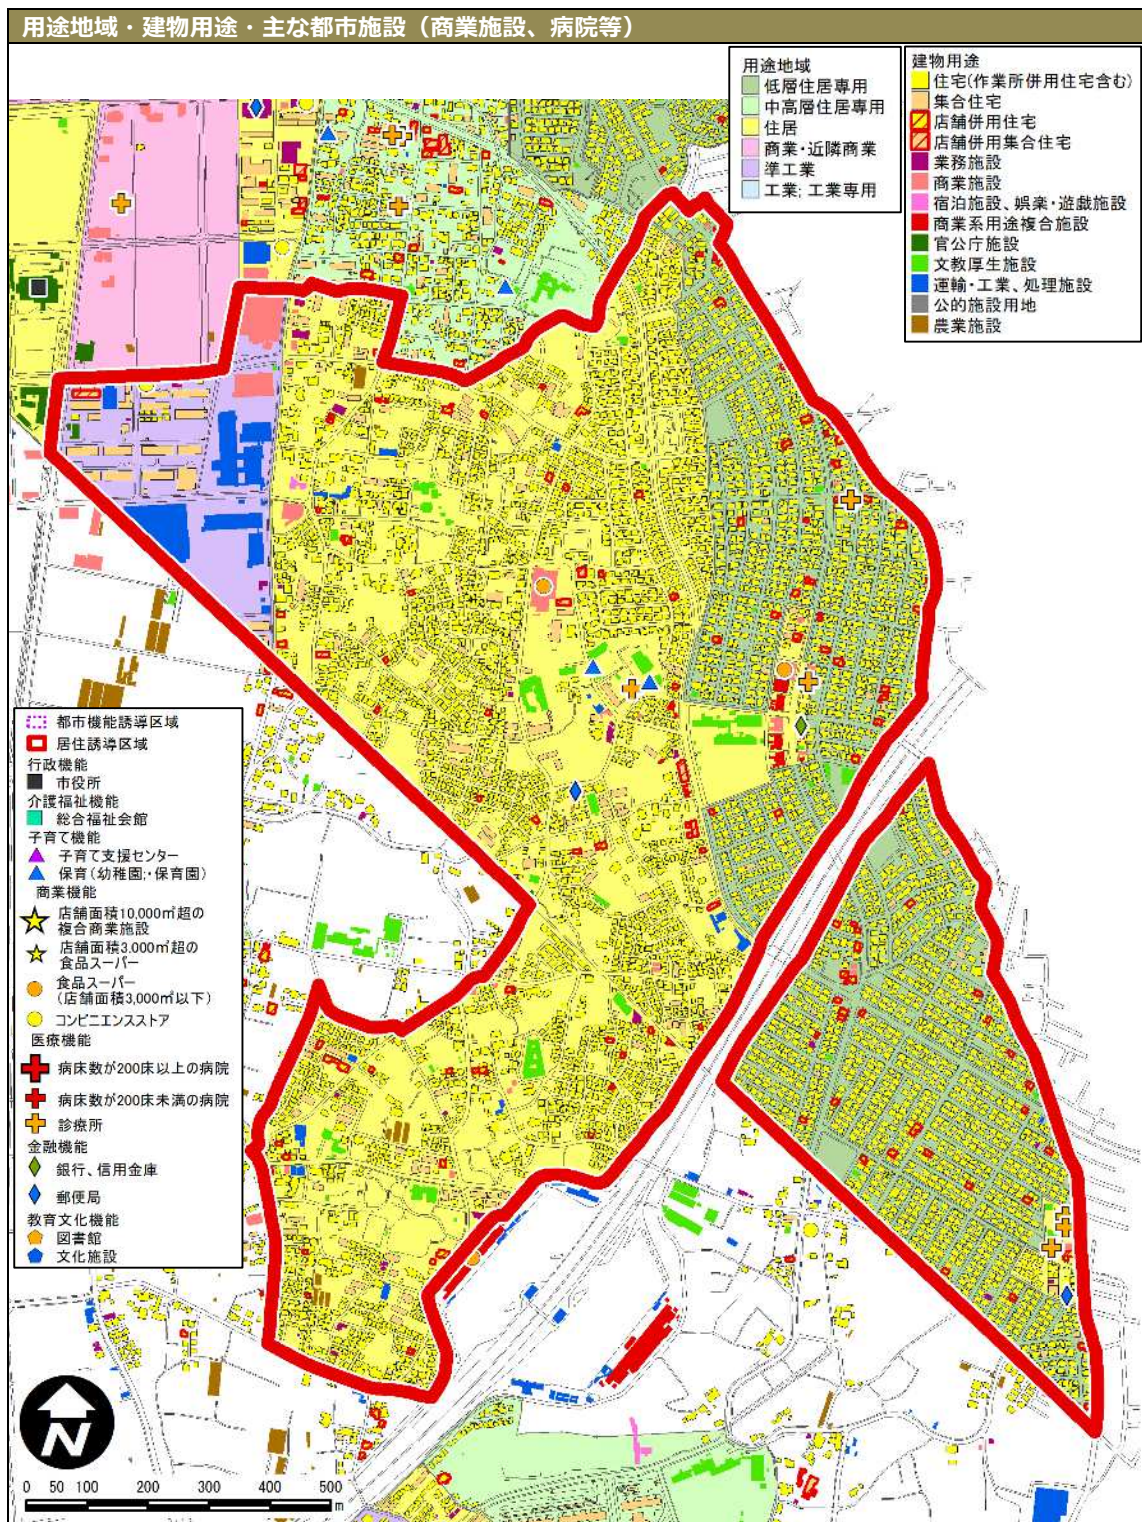 用途地域・建物用途・主な都市施設（商業施設、病院等）
用途地域
低層住居専用
中高層住居専用
住居
商業・近隣商業
準工業
工業；工業専用
建物用途
住宅(作業所併用住宅含む)
集合住宅
店舗併用住宅
店舗併用集合住宅
業務施設
商業施設
宿泊施設、娯楽・遊戯施設
商業系用途複合施設
官公庁施設
文教厚生施設
運輸・工業、処理施設
公的施設用地
農業施設
都市機能誘導区域
居住誘導区域
行政機能
市役所
介護福祉機能
総合福祉会館
子育て機能
子育て支援センター
保育(幼稚園;・保育園)
商業機能
店舗面積10,000㎡超の
複合商業施設
店舗面積3,000㎡超の
食品スーパー
食品スーパー
(店舗面積3,000㎡以下)
コンビニエンスストア
医療機能
病床数が200床以上の病院
病床数が200床未満の病院
診療所
金融機能
銀行、信用金庫
郵便局
教育文化機能
図書館
文化施設
N
0 50 100 200 300 400 500
m